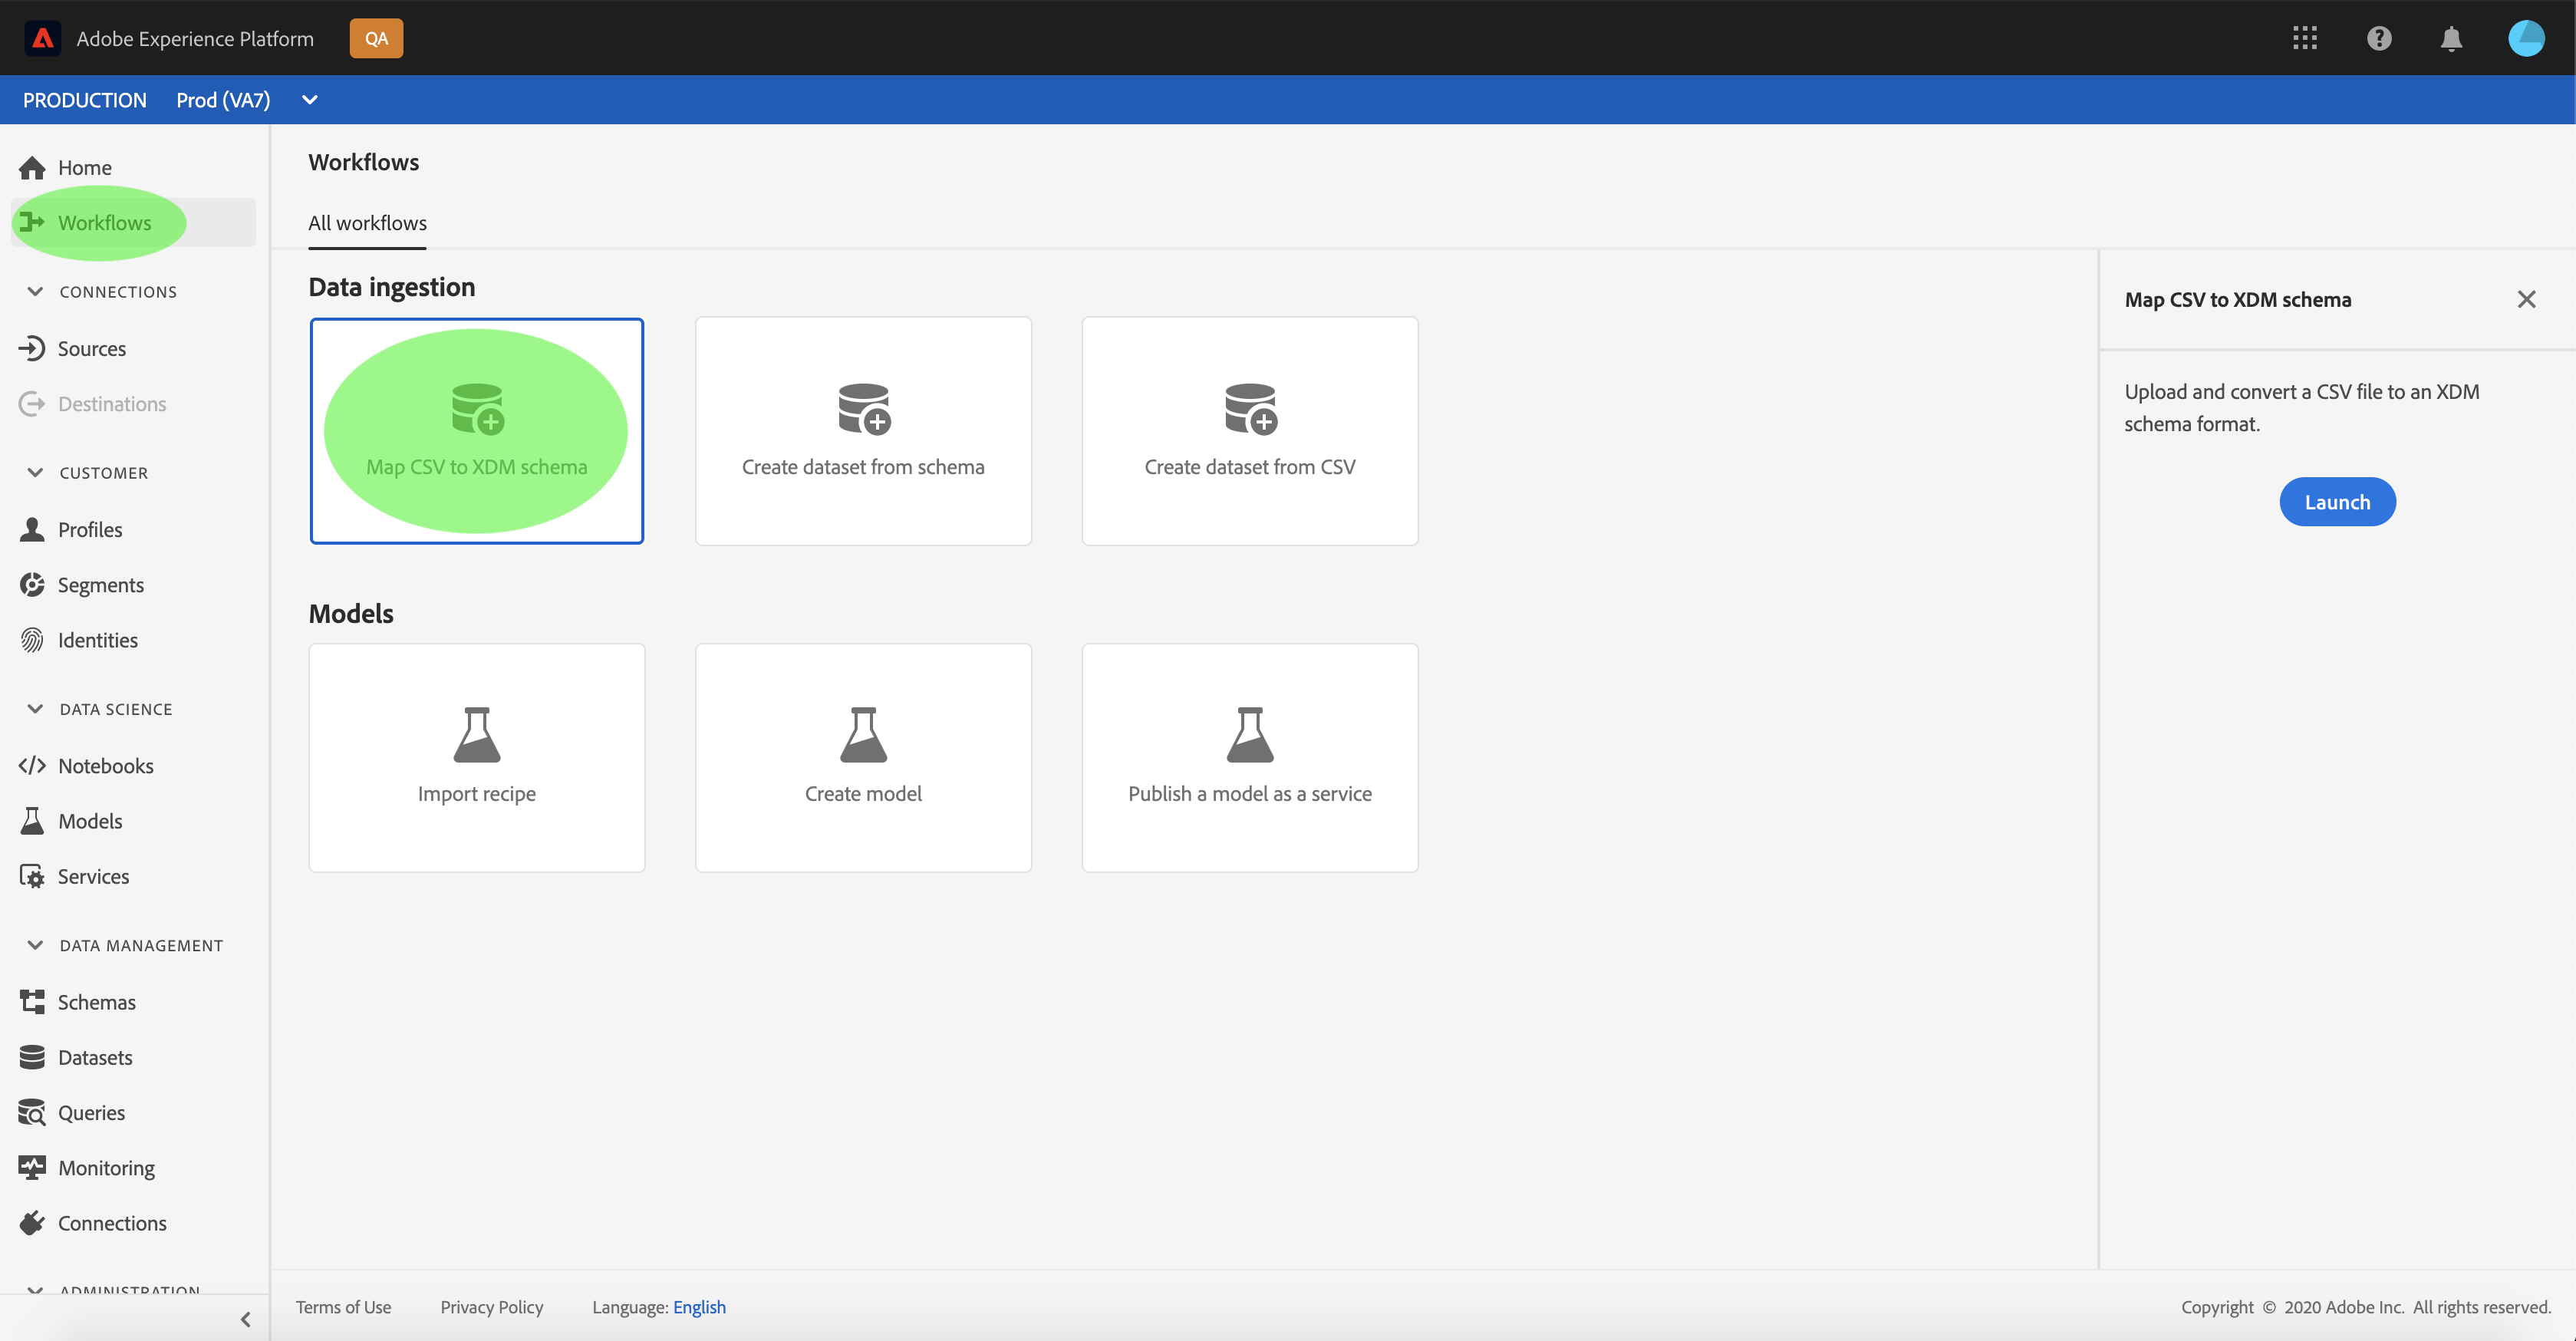 Adobe Experience Platform
QA
PRODUCTION Prod (VA7)
Home
Workflows
CONNECTIONS
Sources
Destinations
CUSTOMER
Profiles
Segments
Identities
DATA SCIENCE
Notebooks
Models
Services
DATA MANAGEMENT
Schemas
Datasets
Queries
Monitoring
Connections
ADMINISTRATION
Workflows
All workflows
Data ingestion
Map CSV to XDM schema
Create dataset from schema
Create dataset from CSV
Models
Import recipe
Create model
Publish a model as a service
Map CSV to XDM schema
Upload and convert a CSV file to an XDM
schema format.
Launch
Terms of Use Privacy Policy Language: English
Copyright © 2020 Adobe Inc. All rights reserved.